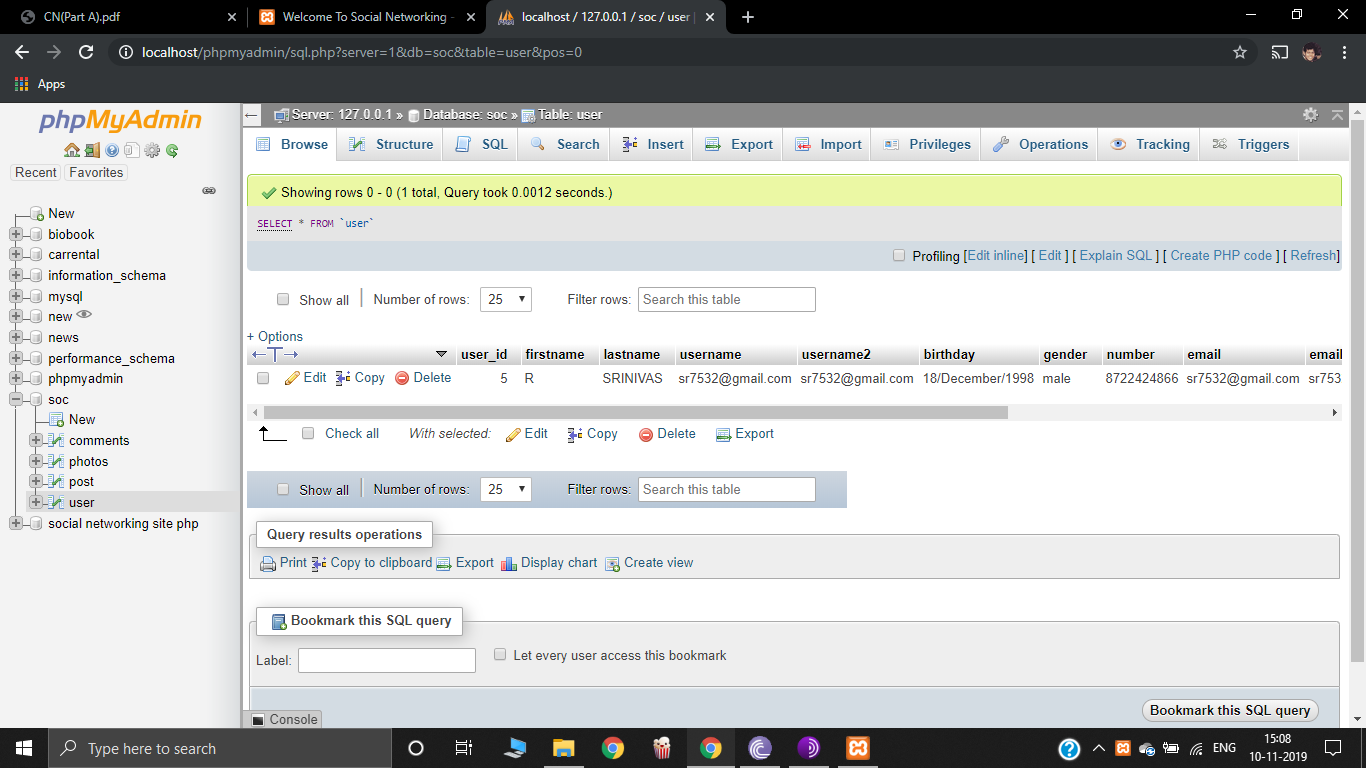 CN(Part A).pdf
Welcome To Social Networking -
localhost / 127.0.0.1 / soc / user
localhost/phpmyadmin/sql.php?server=1&db=soc&table=user&pos=0
Apps
phpMyAdmin
Recent Favorites
New
biobook
carrental
information_schema
mysql
new
news
performance_schema
phpmyadmin
soc
New
comments
photos
post
user
social networking site php
Server: 127.0.0.1 » Database: soc » Table: user
Browse Structure SQL Search Insert Export Import Privileges Operations Tracking Triggers
Showing rows 0 - 0 (1 total, Query took 0.0012 seconds.)
SELECT * FROM `user`
Profiling [Edit inline] [ Edit ] [ Explain SQL ] [ Create PHP code ] [ Refresh]
Show all Number of rows: 25 Filter rows: Search this table
+ Options
←T→ user_id firstname lastname username username2 birthday gender number email email
Edit Copy Delete 5 R SRINIVAS sr7532@gmail.com sr7532@gmail.com 18/December/1998 male 8722424866 sr7532@gmail.com sr753
Check all With selected: Edit Copy Delete Export
Show all Number of rows: 25 Filter rows: Search this table
Query results operations
Print Copy to clipboard Export Display chart Create view
Bookmark this SQL query
Label: Let every user access this bookmark
Bookmark this SQL query
Console
Type here to search
ENG
15:08
10-11-2019